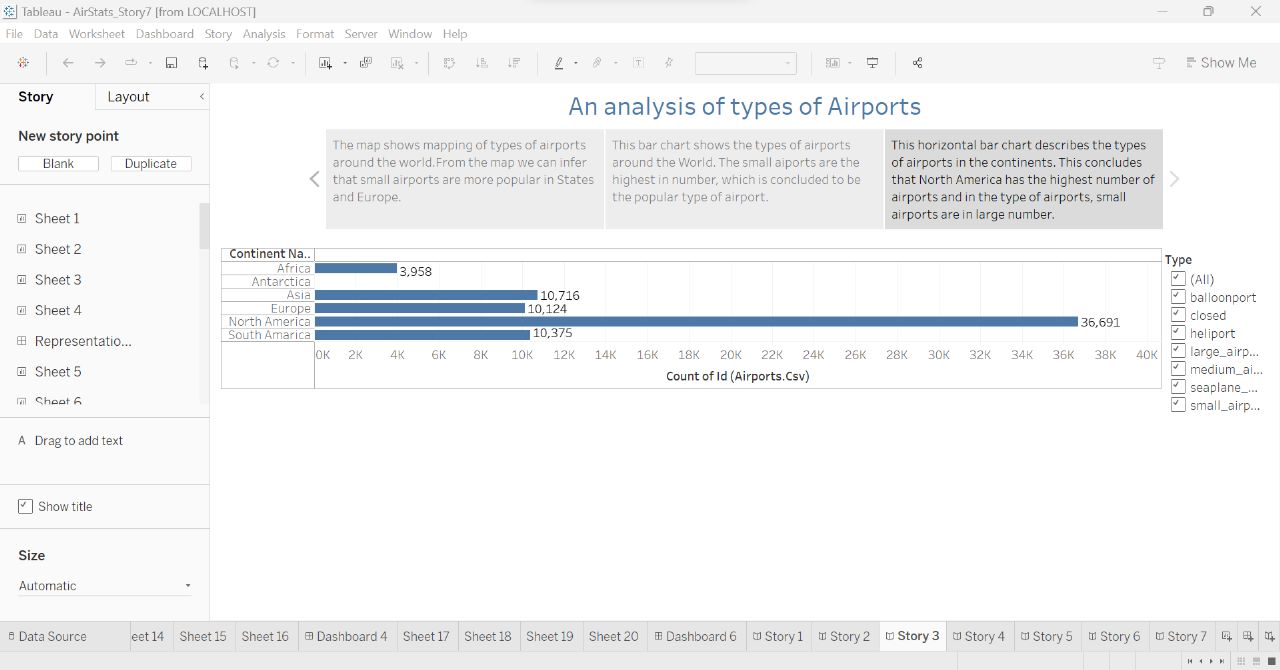 Tableau - AirStats_Story7 [from LOCALHOST]
File Data Worksheet Dashboard Story Analysis Format Server Window Help
Show Me
Story Layout
New story point
Blank Duplicate
Sheet 1
Sheet 2
Sheet 3
Sheet 4
Representatio...
Sheet 5
Sheet 6
A Drag to add text
Show title
Size
Automatic
An analysis of types of Airports
The map shows mapping of types of airports
around the world.From the map we can infer
that small airports are more popular in States
and Europe.
This bar chart shows the types of airports
around the World. The small aiports are the
highest in number, which is concluded to be
the popular type of airport.
This horizontal bar chart describes the types
of airports in the continents. This concludes
that North America has the highest number of
airports and in the type of airports, small
airports are in large number.
Continent Na..
Africa 3,958
Antarctica
Asia 10,716
Europe 10,124
North America 36,691
South Amarica 10,375
0K 2K 4K 6K 8K 10K 12K 14K 16K 18K 20K 22K 24K 26K 28K 30K 32K 34K 36K 38K 40K
Count of Id (Airports.Csv)
Type
(All)
balloonport
closed
heliport
large_airp...
medium_ai...
seaplane_...
small_airp...
Data Source eet 14 Sheet 15 Sheet 16 Dashboard 4 Sheet 17 Sheet 18 Sheet 19 Sheet 20 Dashboard 6 Story 1 Story 2 Story 3 Story 4 Story 5 Story 6 Story 7